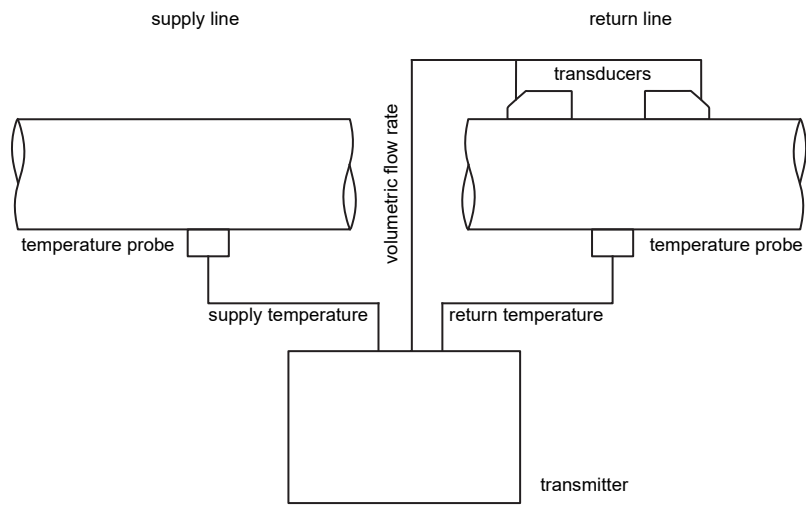 supply line
return line
transducers
volumetric flow rate
temperature probe
temperature probe
supply temperature
return temperature
transmitter